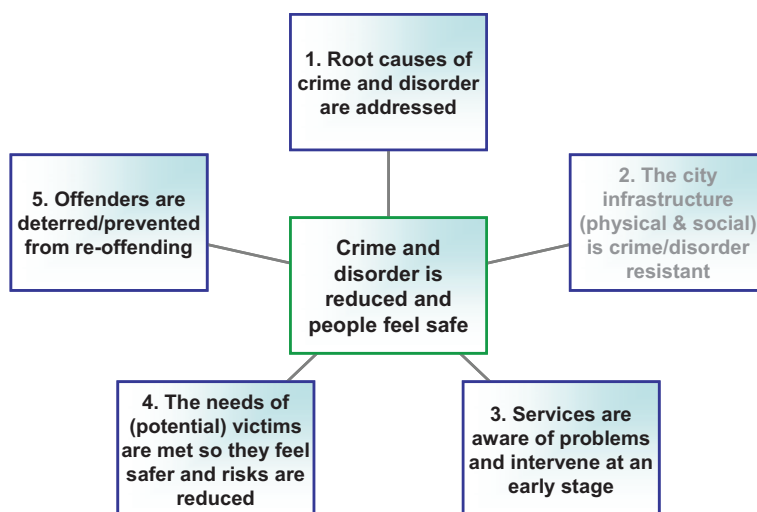 1. Root causes of
crime and disorder
are addressed
2. The city
infrastructure
(physical & social)
is crime/disorder
resistant
3. Services are
aware of problems
and intervene at an
early stage
4. The needs of
(potential) victims
are met so they feel
safer and risks are
reduced
5. Offenders are
deterred/prevented
from re-offending
Crime and
disorder is
reduced and
people feel safe